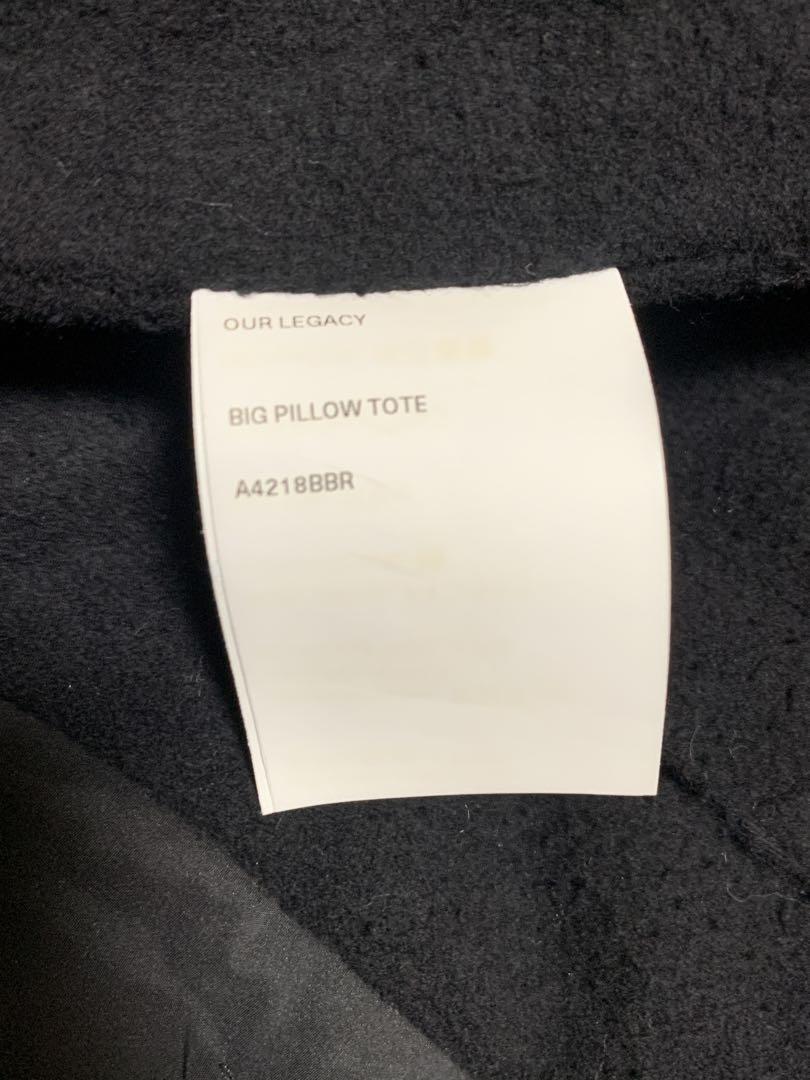 OUR LEGACY
BIG PILLOW TOTE
A4218BBR